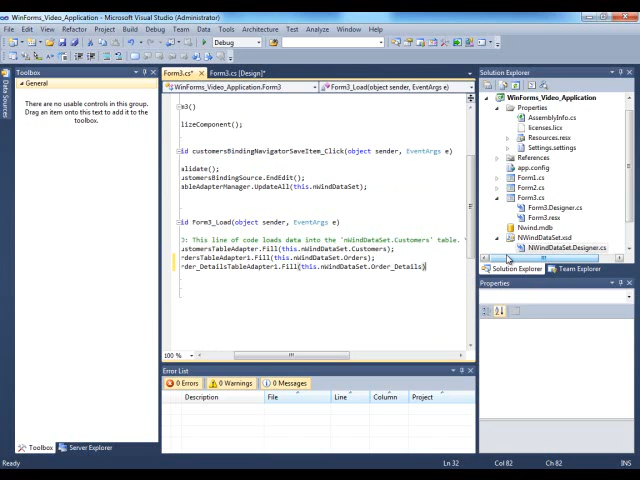 WinForms_Video_Application - Microsoft Visual Studio (Administrator)
File Edit View Refactor Project Build Debug Team Data Tools Architecture Test Analyze Window Help
Debug
Toolbox
General
There are no usable controls in this group.
Drag an item onto this text to add it to the
toolbox.
Data Sources
Form3.cs* Form3.cs [Design]*
WinForms_Video_Application.Form3
Form3_Load(object sender, EventArgs e)
m3()
lizeComponent();
id customersBindingNavigatorSaveItem_Click(object sender, EventArgs e)
alidate();
ustomersBindingSource.EndEdit();
ableAdapterManager.UpdateAll(this.nWindDataSet);
id Form3_Load(object sender, EventArgs e)
O: This line of code loads data into the 'nWindDataSet.Customers' table.
ustomersTableAdapter.Fill(this.nWindDataSet.Customers);
rdersTableAdapter1.Fill(this.nWindDataSet.Orders);
rder_DetailsTableAdapter1.Fill(this.nWindDataSet.Order_Details)
100 %
Error List
0 Errors 0 Warnings 0 Messages
Description File Line Column Project
Solution Explorer
WinForms_Video_Application
Properties
AssemblyInfo.cs
licenses.licx
Resources.resx
Settings.settings
References
app.config
Form1.cs
Form2.cs
Form3.cs
Form3.Designer.cs
Form3.resx
Nwind.mdb
NWindDataSet.xsd
NWindDataSet.Designer.cs
Solution Explorer Team Explorer
Properties
Toolbox Server Explorer
Ready Ln 32 Col 82 Ch 82 INS